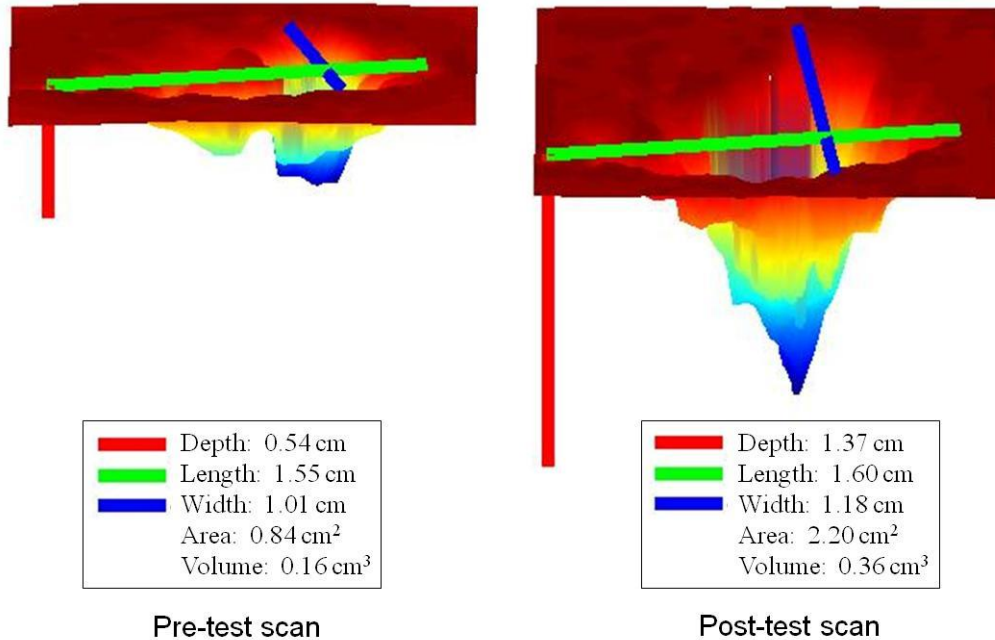 Depth: 0.54 cm
Length: 1.55 cm
Width: 1.01 cm
Area: 0.84 cm²
Volume: 0.16 cm³
Pre-test scan
Depth: 1.37 cm
Length: 1.60 cm
Width: 1.18 cm
Area: 2.20 cm²
Volume: 0.36 cm³
Post-test scan